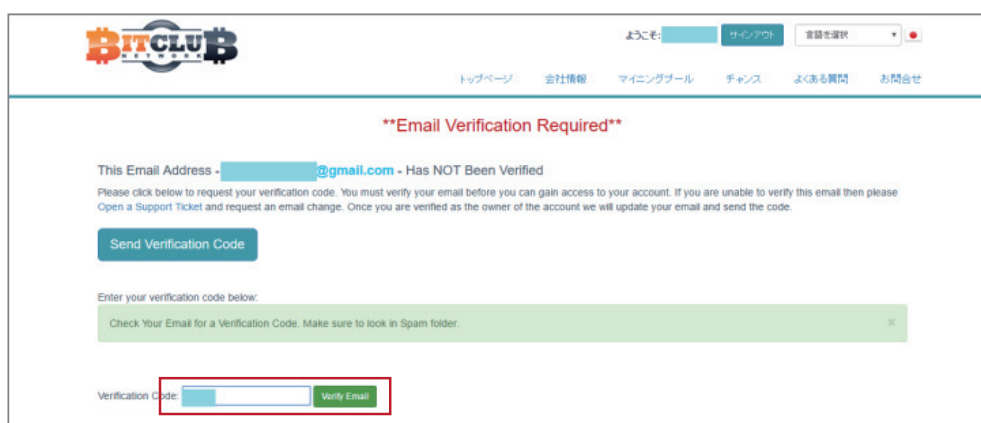 BITCLUB
NETWORK
ようこそ:
サインアウト
言語を選択
トップページ 会社情報 マイニングプール チャンス よくある質問 お問合せ
**Email Verification Required**
This Email Address - @gmail.com - Has NOT Been Verified
Please click below to request your verification code. You must verify your email before you can gain access to your account. If you are unable to verify this email then please
Open a Support Ticket and request an email change. Once you are verified as the owner of the account we will update your email and send the code.
Send Verification Code
Enter your verification code below:
Check Your Email for a Verification Code. Make sure to look in Spam folder.
×
Verification Code:
Verify Email